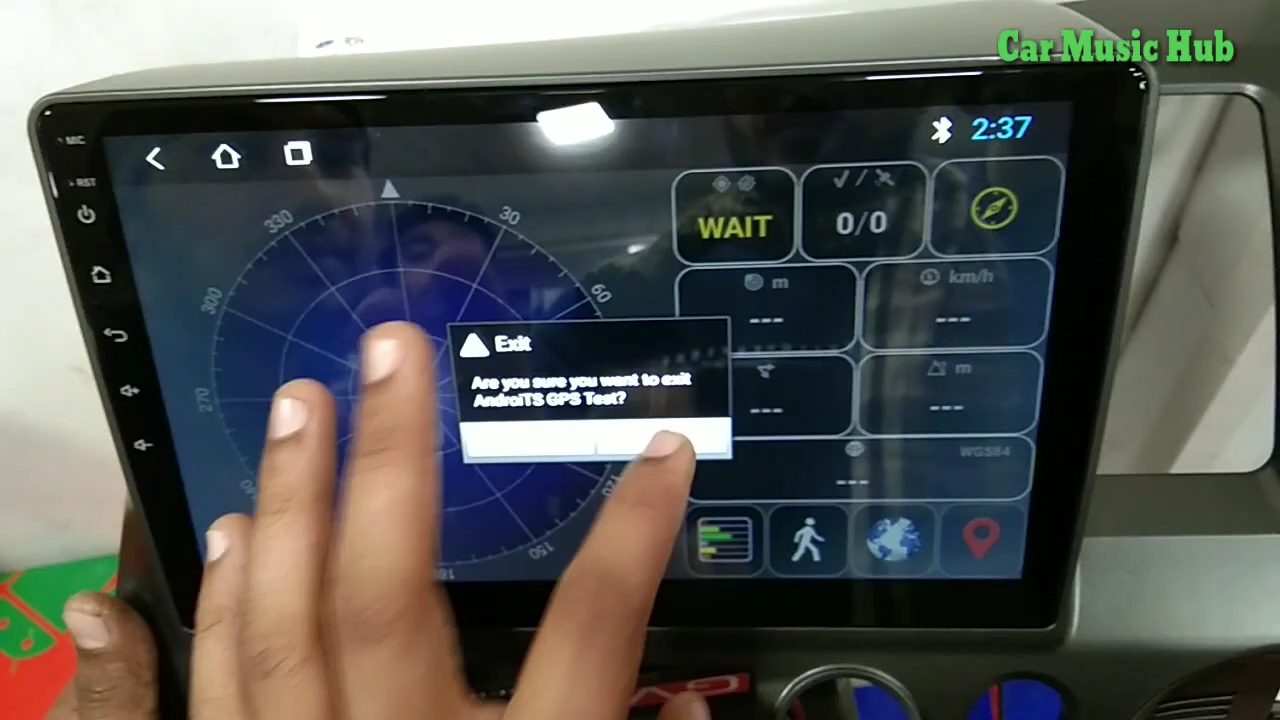 Car Music Hub
MIC
RST
2:37
330
30
300
60
270
150
WAIT
0/0
m
km/h
---
---
m
---
---
WGS84
---
Exit
Are you sure you want to exit
AndroiTS GPS Test?